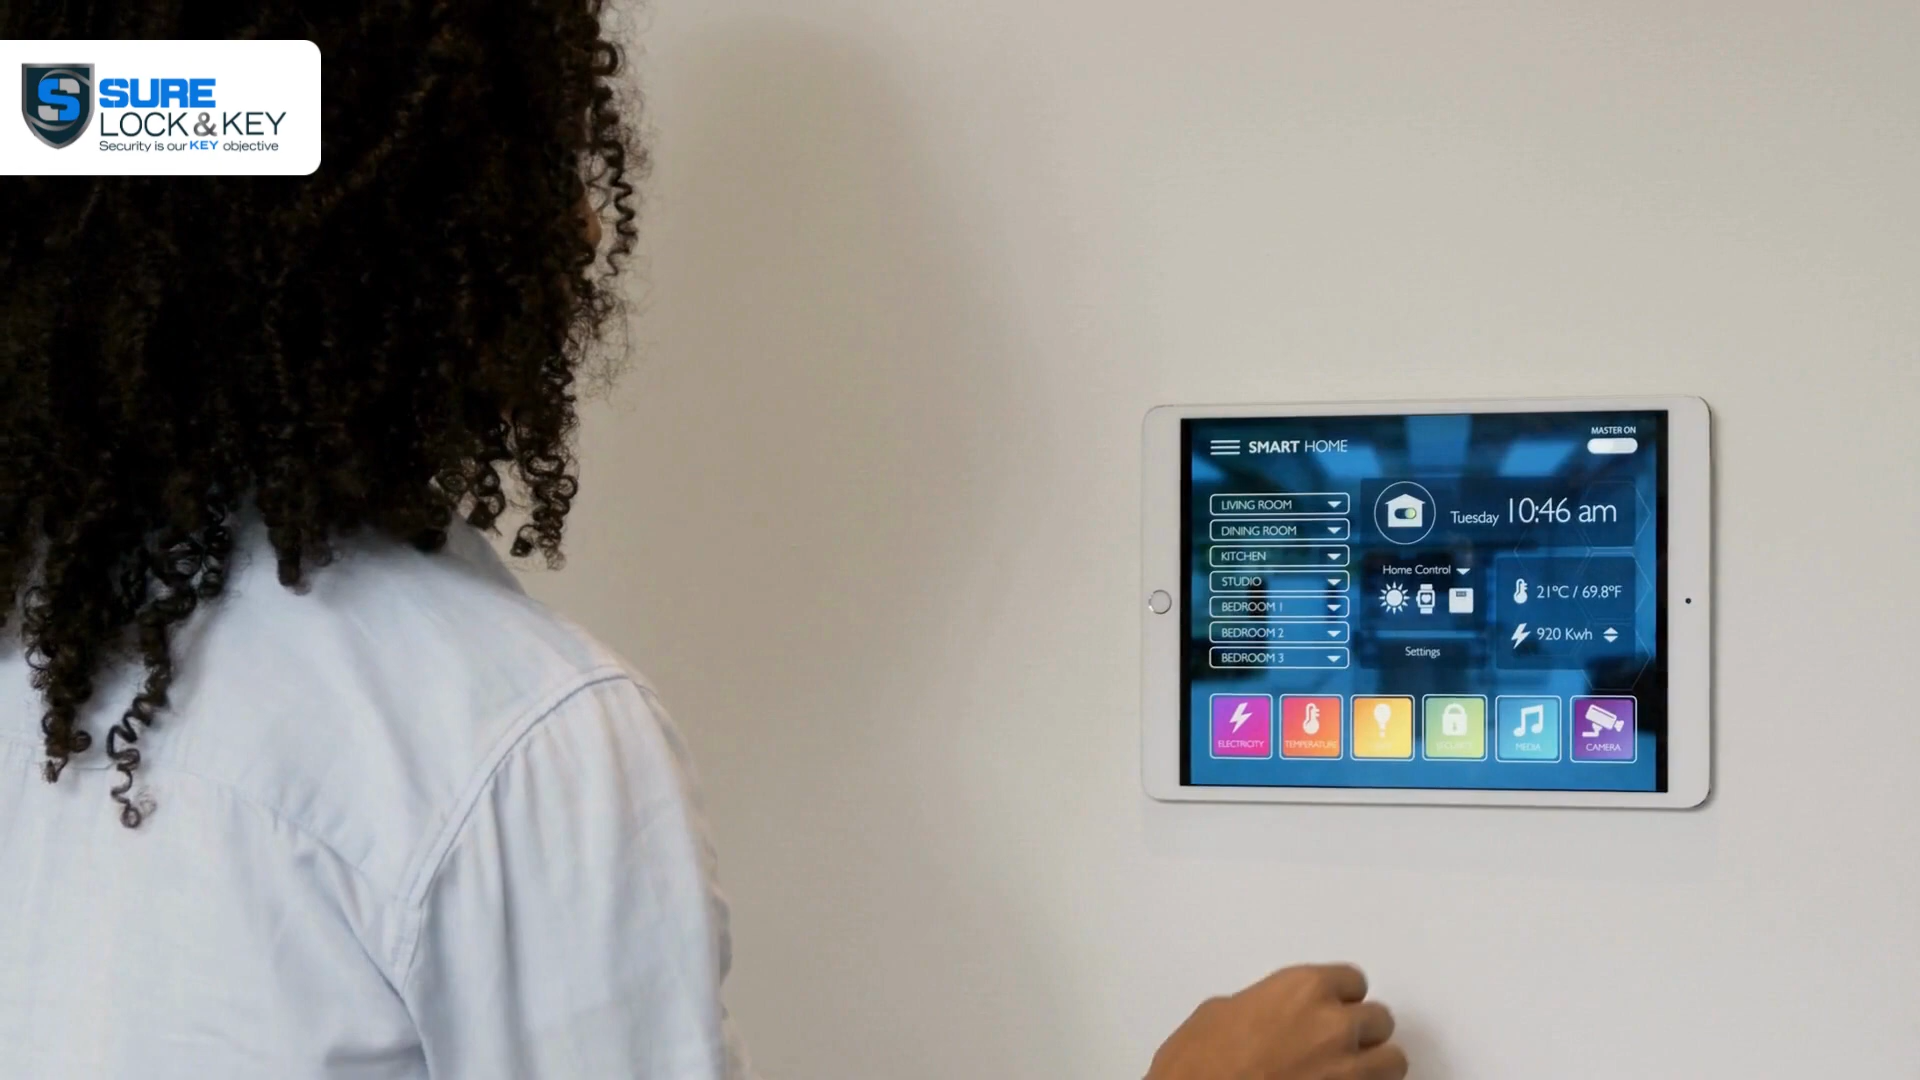 SURE
LOCK & KEY
Security is our KEY objective
SMART HOME
MASTER ON
LIVING ROOM
DINING ROOM
KITCHEN
STUDIO
BEDROOM 1
BEDROOM 2
BEDROOM 3
Tuesday 10:46 am
Home Control
21°C / 69.8°F
920 Kwh
Settings
ELECTRICITY
TEMPERATURE
SECURITY
MEDIA
CAMERA